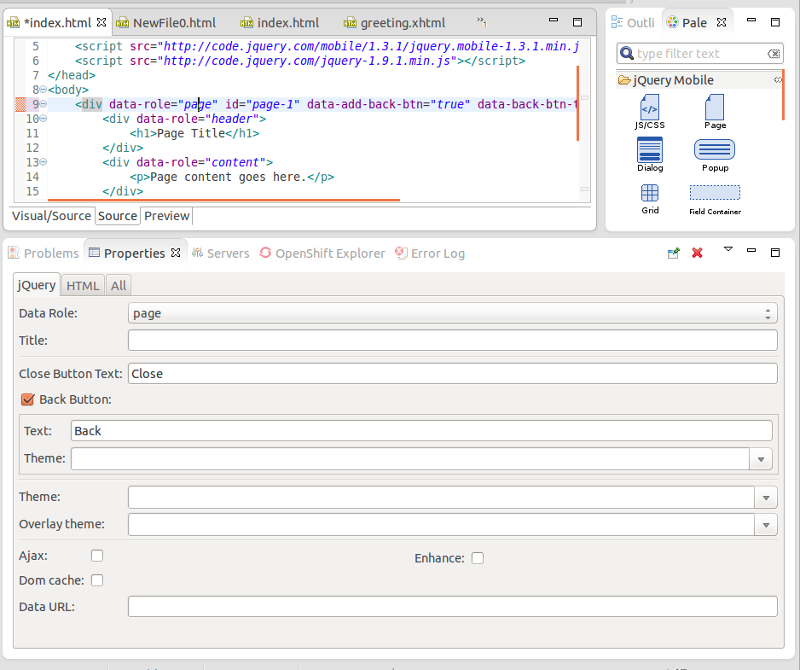 *index.html NewFile0.html index.html greeting.xhtml »1
5 <script src="http://code.jquery.com/mobile/1.3.1/jquery.mobile-1.3.1.min.j
6 <script src="http://code.jquery.com/jquery-1.9.1.min.js"></script>
7 </head>
8 <body>
9 <div data-role="page" id="page-1" data-add-back-btn="true" data-back-btn-t
10 <div data-role="header">
11 <h1>Page Title</h1>
12 </div>
13 <div data-role="content">
14 <p>Page content goes here.</p>
15 </div>
Visual/Source Source Preview
Outli Pale
type filter text
jQuery Mobile
JS/CSS Page
Dialog Popup
Grid Field Container
Problems Properties Servers OpenShift Explorer Error Log
jQuery HTML All
Data Role: page
Title:
Close Button Text: Close
Back Button:
Text: Back
Theme:
Theme:
Overlay theme:
Ajax: Enhance:
Dom cache:
Data URL: